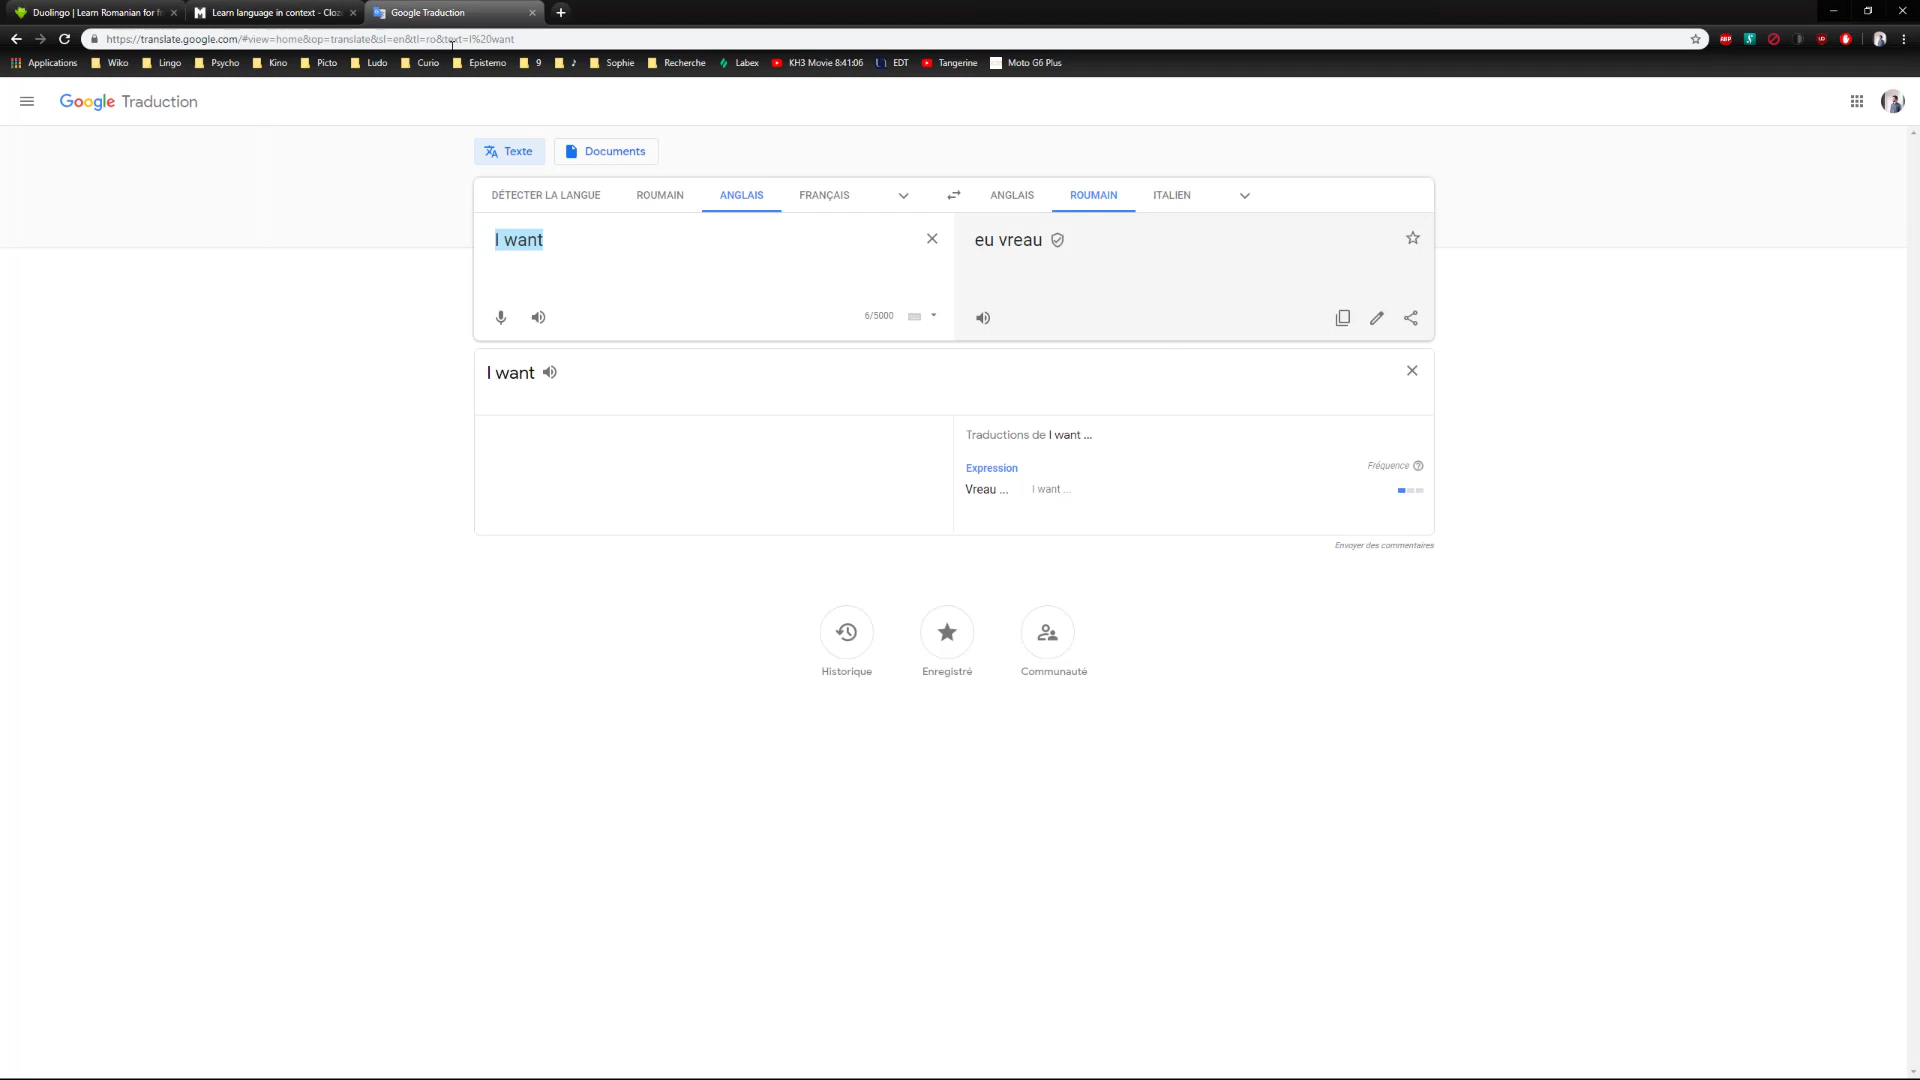 Duolingo | Learn Romanian for f
Learn language in context - Cloz
Google Traduction
https://translate.google.com/#view=home&op=translate&sl=en&tl=ro&text=I%20want
Applications Wiko Lingo Psycho Kino Picto Ludo Curio Epistemo 9 ♪ Sophie Recherche Labex KH3 Movie 8:41:06 EDT Tangerine Moto G6 Plus
Google Traduction
Texte Documents
DÉTECTER LA LANGUE ROUMAIN ANGLAIS FRANÇAIS ANGLAIS ROUMAIN ITALIEN
I want
eu vreau
6/5000
I want
Traductions de I want ...
Expression Fréquence
Vreau ... I want ...
Envoyer des commentaires
Historique Enregistré Communauté